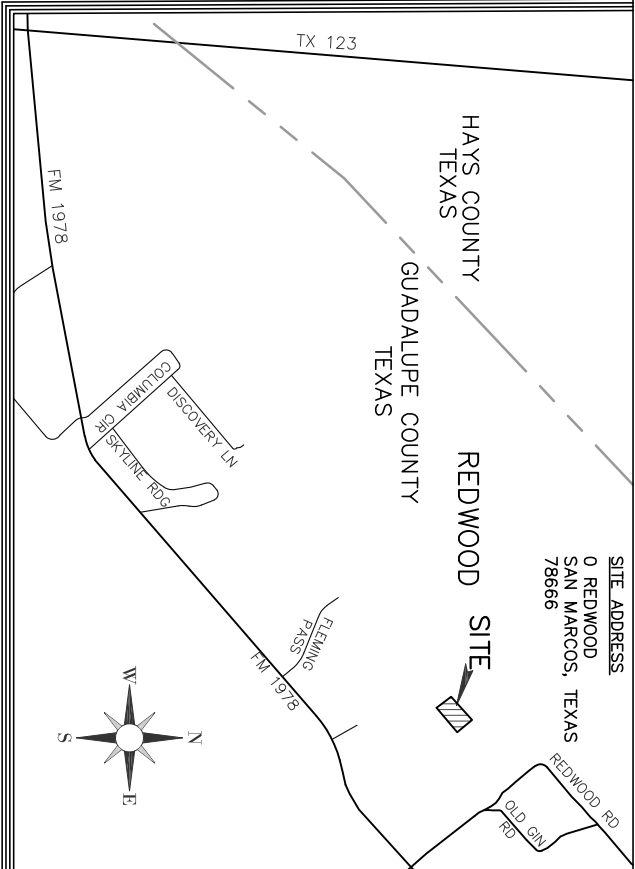 SITE ADDRESS
0 REDWOOD
SAN MARCOS, TEXAS
78666
HAYS COUNTY
TEXAS
REDWOOD SITE
GUADALUPE COUNTY
TEXAS
TX 123
REDWOOD RD
OLD GIN
RD
FLEMING
PASS
FM 1978
DISCOVERY LN
COLUMBIA CIR
SKYLINE RDG
FM 1978
N
W
E
S